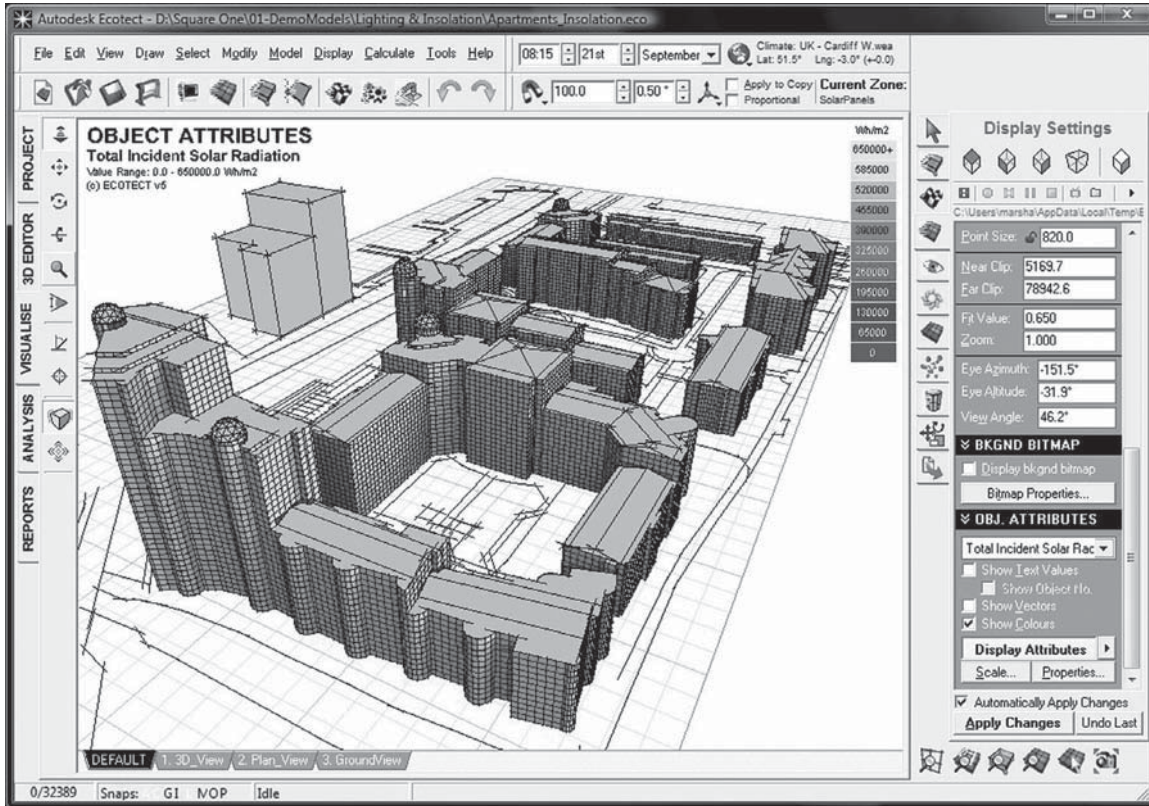 Autodesk Ecotect - D:\Square One\01-DemoModels\Lighting & Insolation\Apartments_Insolation.eco
File Edit View Draw Select Modify Model Display Calculate Tools Help
08:15 21st September
Climate: UK - Cardiff W.wea
Lat: 51.5° Lng: -3.0° (+-0.0)
100.0 0.50 °
Apply to Copy
Proportional
Current Zone:
SolarPanels
PROJECT
3D EDITOR
VISUALISE
ANALYSIS
REPORTS
OBJECT ATTRIBUTES
Total Incident Solar Radiation
Value Range: 0.0 - 650000.0 Wh/m2
(c) ECOTECT v5
Wh/m2
650000+
585000
520000
455000
390000
325000
260000
195000
130000
65000
0
Display Settings
C:\Users\marsha\AppData\Local\Temp\E
Point Size: 820.0
Near Clip: 5169.7
Far Clip: 78942.6
Fit Value: 0.650
Zoom: 1.000
Eye Azimuth: -151.5°
Eye Altitude: -31.9°
View Angle: 46.2°
BKGND BITMAP
Display bkgnd bitmap
Bitmap Properties...
OBJ. ATTRIBUTES
Total Incident Solar Rac
Show Text Values
Show Object No.
Show Vectors
Show Colours
Display Attributes
Scale... Properties...
Automatically Apply Changes
Apply Changes Undo Last
DEFAULT 1. 3D_View 2. Plan_View 3. GroundView
0/32389 Snaps: GI MOP Idle